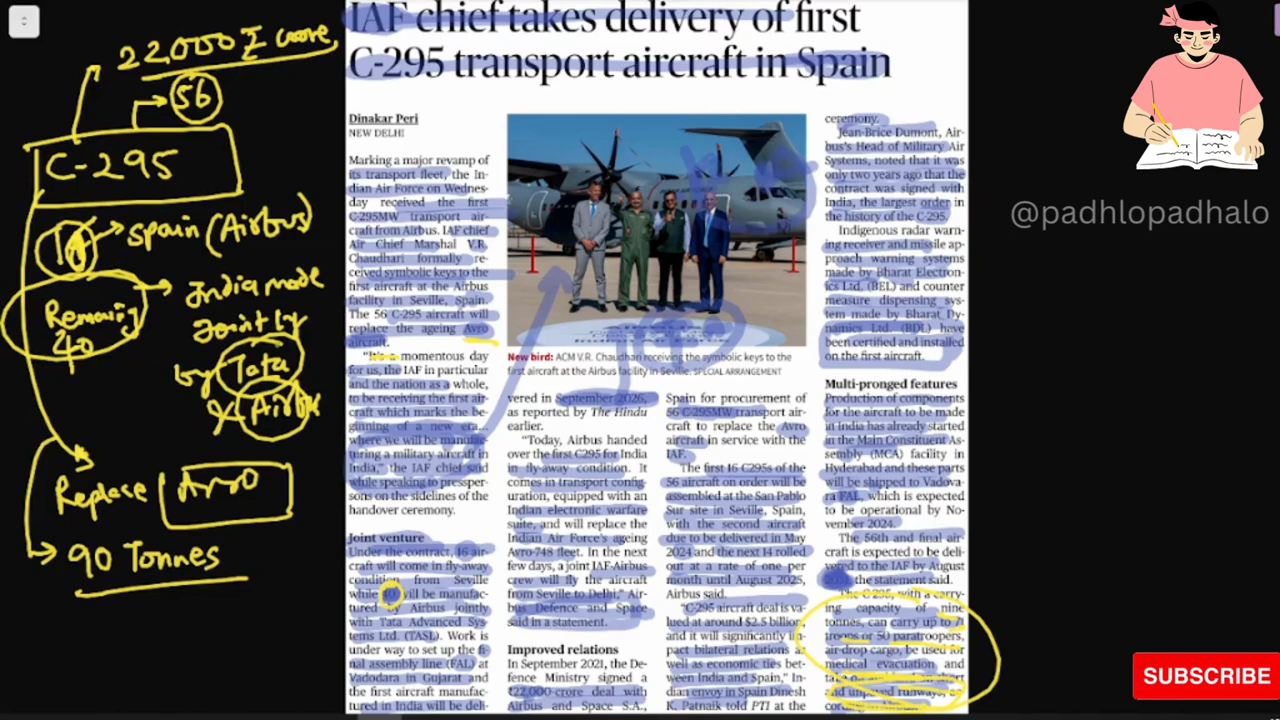 22,000 ₹ crore
56
C-295
16 → Spain (Airbus)
Remaining
40
India made
Joint by
by Tata
& Airbus
Replace
Avro
90 Tonnes
IAF chief takes delivery of first
C-295 transport aircraft in Spain
Dinakar Peri
NEW DELHI
Marking a major revamp of
its transport fleet, the In-
dian Air Force on Wednes-
day received the first
C-295MW transport air-
craft from Airbus. IAF chief
Air Chief Marshal V.R.
Chaudhari formally re-
ceived symbolic keys to the
first aircraft at the Airbus
facility in Seville, Spain.
The 56 C-295 aircraft will
replace the ageing Avro
aircraft.
“It’s a momentous day
for us, the IAF in particular
and the nation as a whole,
to be receiving the first air-
craft which marks the be-
ginning of a new era...
where we will be manufac-
turing a military aircraft in
India,” the IAF chief said
while speaking to pressper-
sons on the sidelines of the
handover ceremony.
Joint venture
Under the contract, 16 air-
craft will come in fly-away
condition from Seville
while 40 will be manufac-
tured by Airbus jointly
with Tata Advanced Sys-
tems Ltd. (TASL). Work is
under way to set up the fi-
nal assembly line (FAL) at
Vadodara in Gujarat and
the first aircraft manufac-
tured in India will be deli-
New bird: ACM V.R. Chaudhari receiving the symbolic keys to the
first aircraft at the Airbus facility in Seville. SPECIAL ARRANGEMENT
vered in September 2026,
as reported by The Hindu
earlier.
“Today, Airbus handed
over the first C295 for India
in fly-away condition. It
comes in transport config-
uration, equipped with an
Indian electronic warfare
suite, and will replace the
Indian Air Force’s ageing
Avro-748 fleet. In the next
few days, a joint IAF-Airbus
crew will fly the aircraft
from Seville to Delhi,” Air-
bus Defence and Space
said in a statement.
Improved relations
In September 2021, the De-
fence Ministry signed a
₹22,000-crore deal with
Airbus and Space S.A.,
Spain for procurement of
56 C-295MW transport air-
craft to replace the Avro
aircraft in service with the
IAF.
The first 16 C295s of the
56 aircraft on order will be
assembled at the San Pablo
Sur site in Seville, Spain,
with the second aircraft
due to be delivered in May
2024 and the next 14 rolled
out at a rate of one per
month until August 2025,
Airbus said.
“C-295 aircraft deal is va-
lued at around $2.5 billion,
and it will significantly im-
pact bilateral relations as
well as economic ties bet-
ween India and Spain,” In-
dian envoy in Spain Dinesh
K. Patnaik told PTI at the
ceremony.
Jean-Brice Dumont, Air-
bus’s Head of Military Air
Systems, noted that it was
only two years ago that the
contract was signed with
India, the largest order in
the history of the C-295.
Indigenous radar warn-
ing receiver and missile ap-
proach warning systems
made by Bharat Electron-
ics Ltd. (BEL) and counter
measure dispensing sys-
tem made by Bharat Dy-
namics Ltd. (BDL) have
been certified and installed
on the first aircraft.
Multi-pronged features
Production of components
for the aircraft to be made
in India has already started
in the Main Constituent As-
sembly (MCA) facility in
Hyderabad and these parts
will be shipped to Vadova-
ra FAL, which is expected
to be operational by No-
vember 2024.
The 56th and final air-
craft is expected to be deli-
vered to the IAF by August
the statement said.
The C-295, with a carry-
ing capacity of nine
tonnes, can carry up to 71
troops or 50 paratroopers,
air-drop cargo, be used for
medical evacuation, and
and unpaved runways,
@padhlopadhalo
SUBSCRIBE